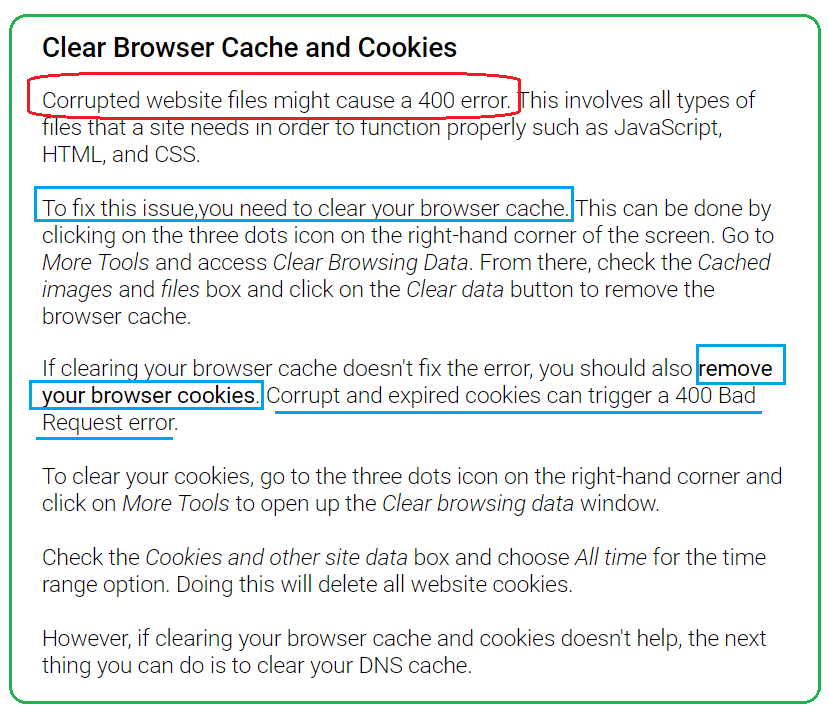 Clear Browser Cache and Cookies
Corrupted website files might cause a 400 error. This involves all types of
files that a site needs in order to function properly such as JavaScript,
HTML, and CSS.
To fix this issue,you need to clear your browser cache. This can be done by
clicking on the three dots icon on the right-hand corner of the screen. Go to
More Tools and access Clear Browsing Data. From there, check the Cached
images and files box and click on the Clear data button to remove the
browser cache.
If clearing your browser cache doesn't fix the error, you should also remove
your browser cookies. Corrupt and expired cookies can trigger a 400 Bad
Request error.
To clear your cookies, go to the three dots icon on the right-hand corner and
click on More Tools to open up the Clear browsing data window.
Check the Cookies and other site data box and choose All time for the time
range option. Doing this will delete all website cookies.
However, if clearing your browser cache and cookies doesn't help, the next
thing you can do is to clear your DNS cache.